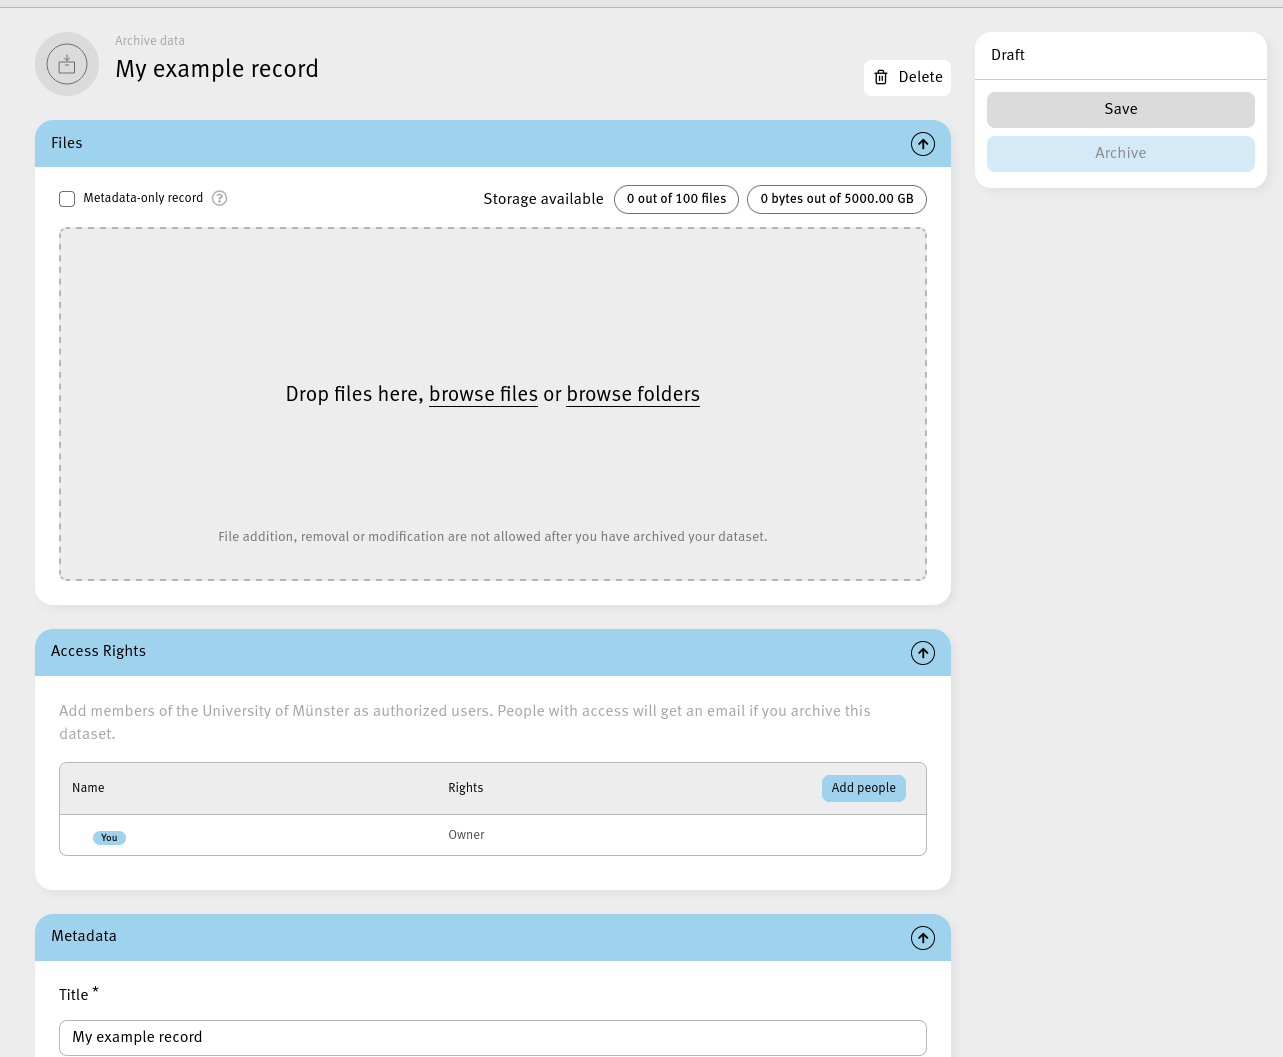 Archive data
My example record
Delete
Draft
Save
Archive
Files
Metadata-only record ?
Storage available 0 out of 100 files 0 bytes out of 5000.00 GB
Drop files here, browse files or browse folders
File addition, removal or modification are not allowed after you have archived your dataset.
Access Rights
Add members of the University of Münster as authorized users. People with access will get an email if you archive this
dataset.
Name Rights Add people
You Owner
Metadata
Title *
My example record